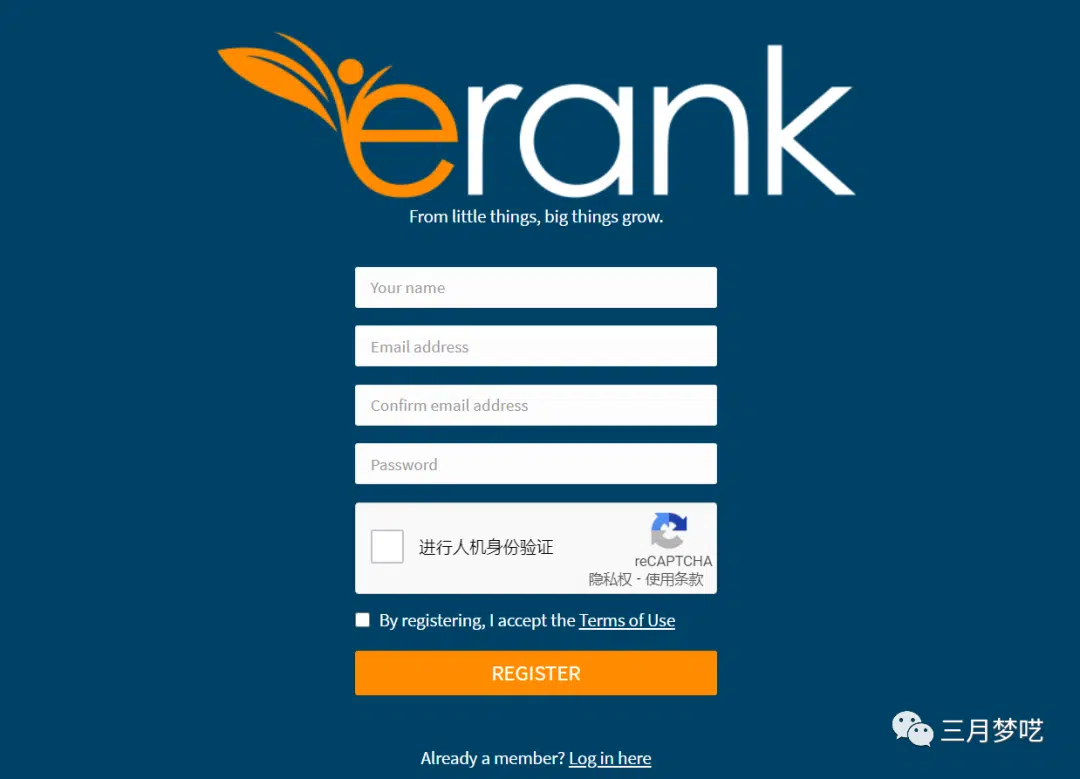 erank
From little things, big things grow.
Your name
Email address
Confirm email address
Password
进行人机身份验证
reCAPTCHA
隐私权 - 使用条款
By registering, I accept the Terms of Use
REGISTER
三月梦呓
Already a member? Log in here